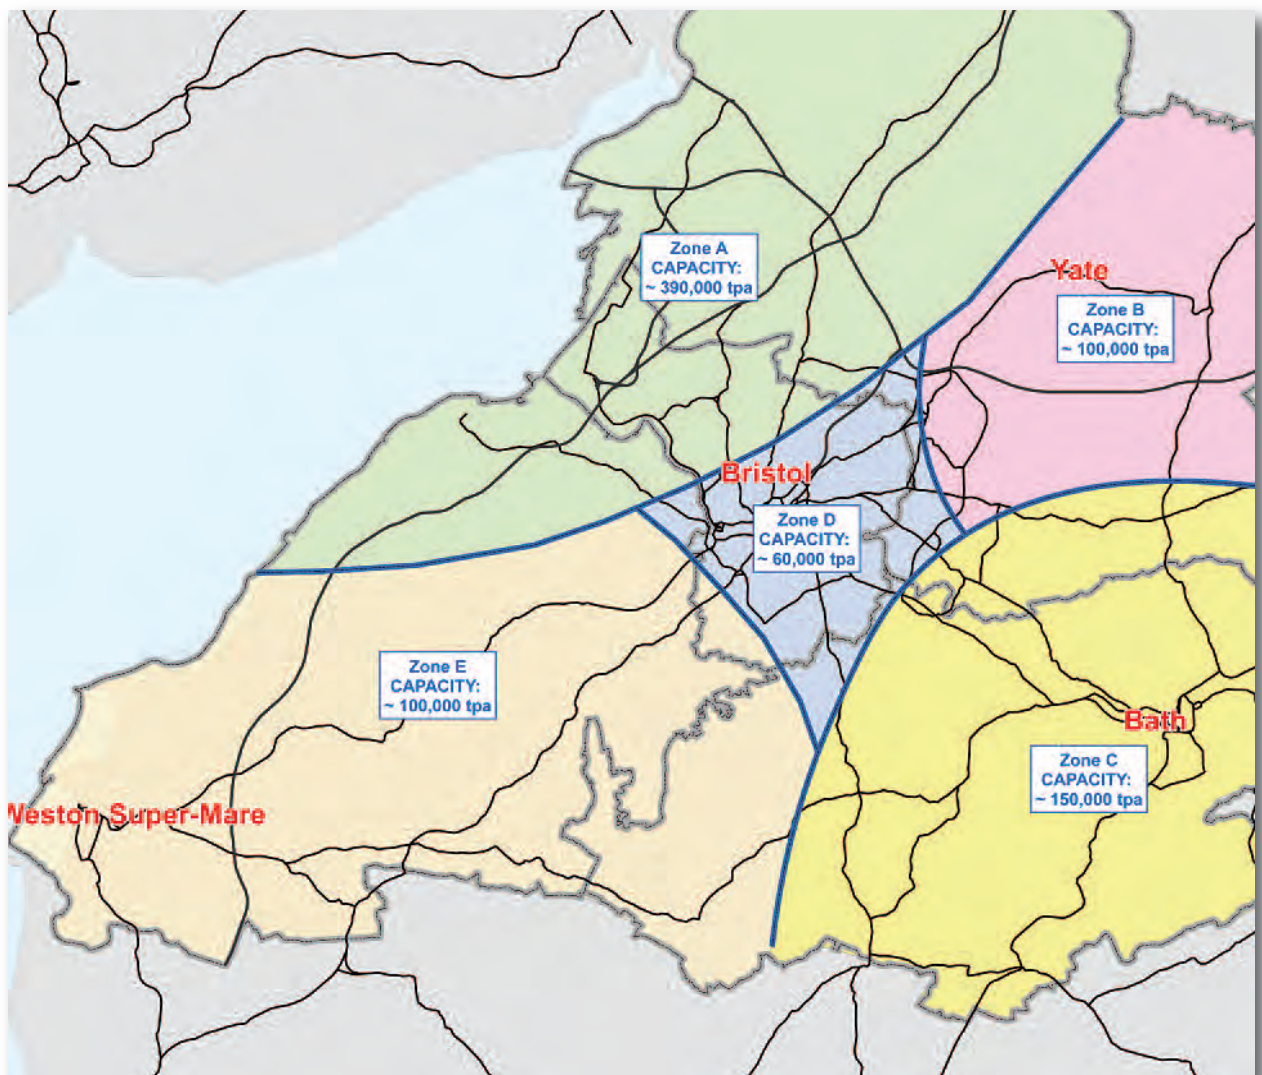 Zone A
CAPACITY:
~ 390,000 tpa
Yate
Zone B
CAPACITY:
~ 100,000 tpa
Bristol
Zone D
CAPACITY:
~ 60,000 tpa
Zone E
CAPACITY:
~ 100,000 tpa
Bath
Zone C
CAPACITY:
~ 150,000 tpa
Weston Super-Mare